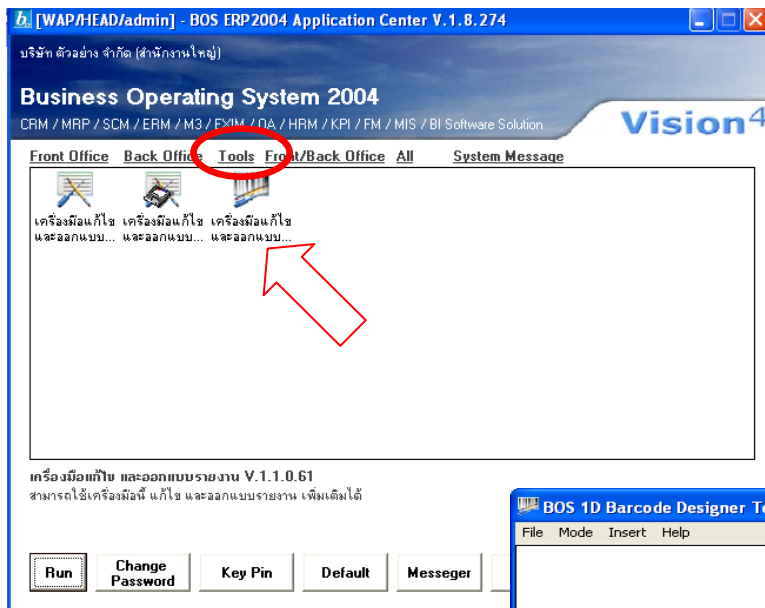 [WAP/HEAD/admin] - BOS ERP2004 Application Center V.1.8.274
บริษัท ตัวอย่าง จำกัด (สำนักงานใหญ่)
Business Operating System 2004
CRM / MRP / SCM / ERM / M3 / EXIM / QA / HRM / KPI / FM / MIS / BI Software Solution
Vision4
Front Office Back Office Tools Front/Back Office All System Message
เครื่องมือแก้ไข เครื่องมือแก้ไข เครื่องมือแก้ไข
และออกแบบ... และออกแบบ... และออกแบบ...
เครื่องมือแก้ไข และออกแบบรายงาน V.1.1.0.61
สามารถใช้เครื่องมือนี้ แก้ไข และออกแบบรายงาน เพิ่มเติมได้
BOS 1D Barcode Designer
File Mode Insert Help
Run Change Password Key Pin Default Messeger